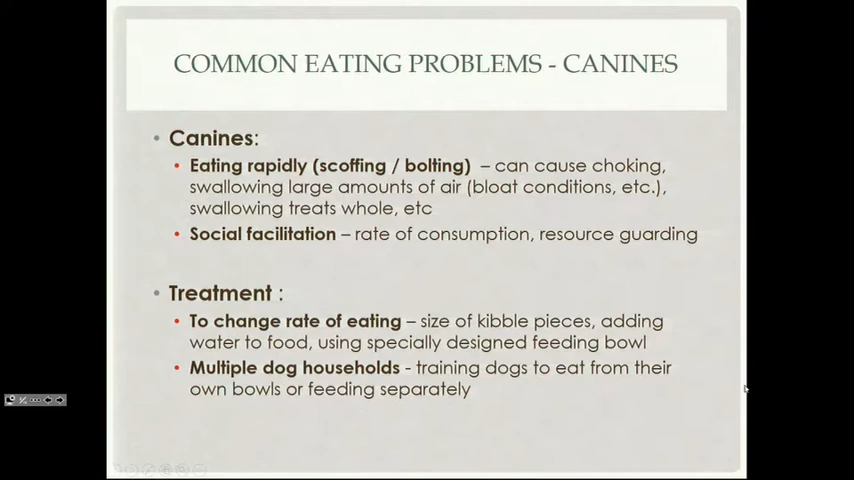 COMMON EATING PROBLEMS - CANINES
• Canines:
• Eating rapidly (scoffing / bolting) – can cause choking,
swallowing large amounts of air (bloat conditions, etc.),
swallowing treats whole, etc
• Social facilitation – rate of consumption, resource guarding
• Treatment :
• To change rate of eating – size of kibble pieces, adding
water to food, using specially designed feeding bowl
• Multiple dog households - training dogs to eat from their
own bowls or feeding separately